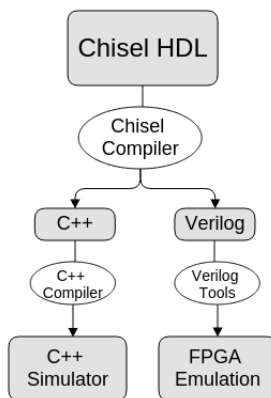 Chisel HDL
Chisel
Compiler
C++
Verilog
C++
Compiler
Verilog
Tools
C++
Simulator
FPGA
Emulation